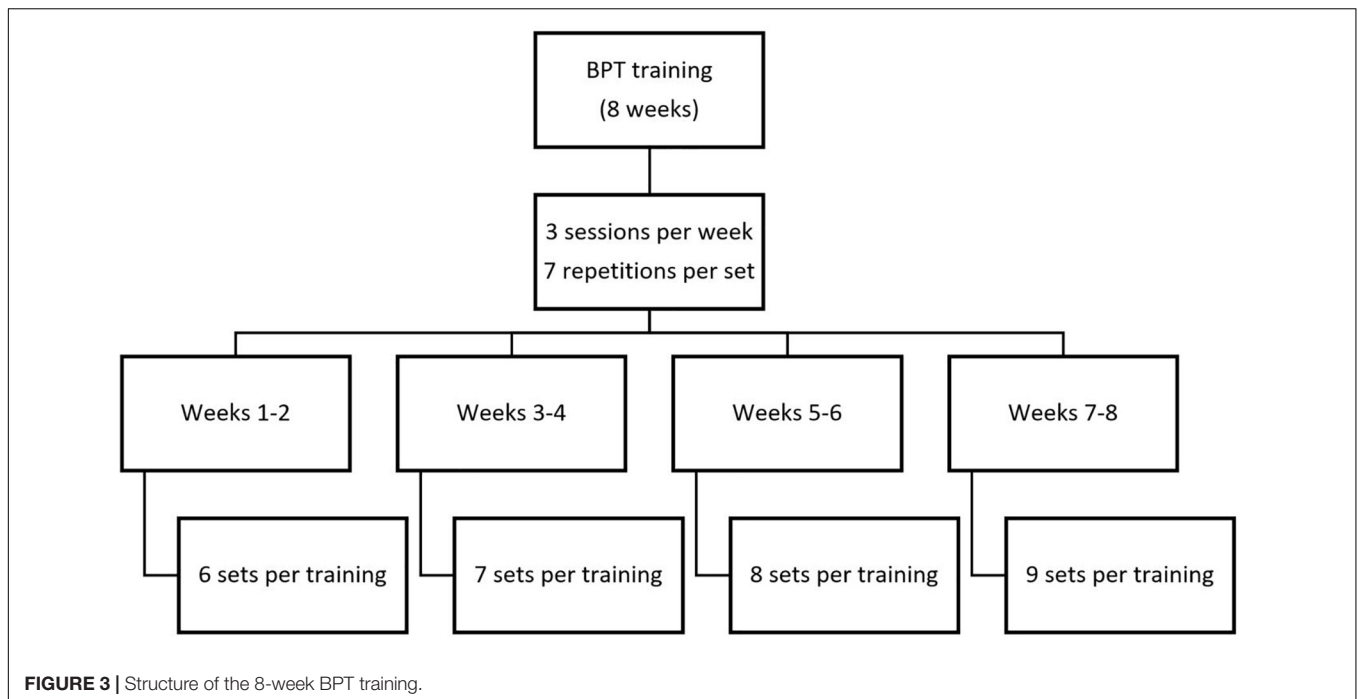 BPT training
(8 weeks)
3 sessions per week
7 repetitions per set
Weeks 1-2
Weeks 3-4
Weeks 5-6
Weeks 7-8
6 sets per training
7 sets per training
8 sets per training
9 sets per training
FIGURE 3 | Structure of the 8-week BPT training.